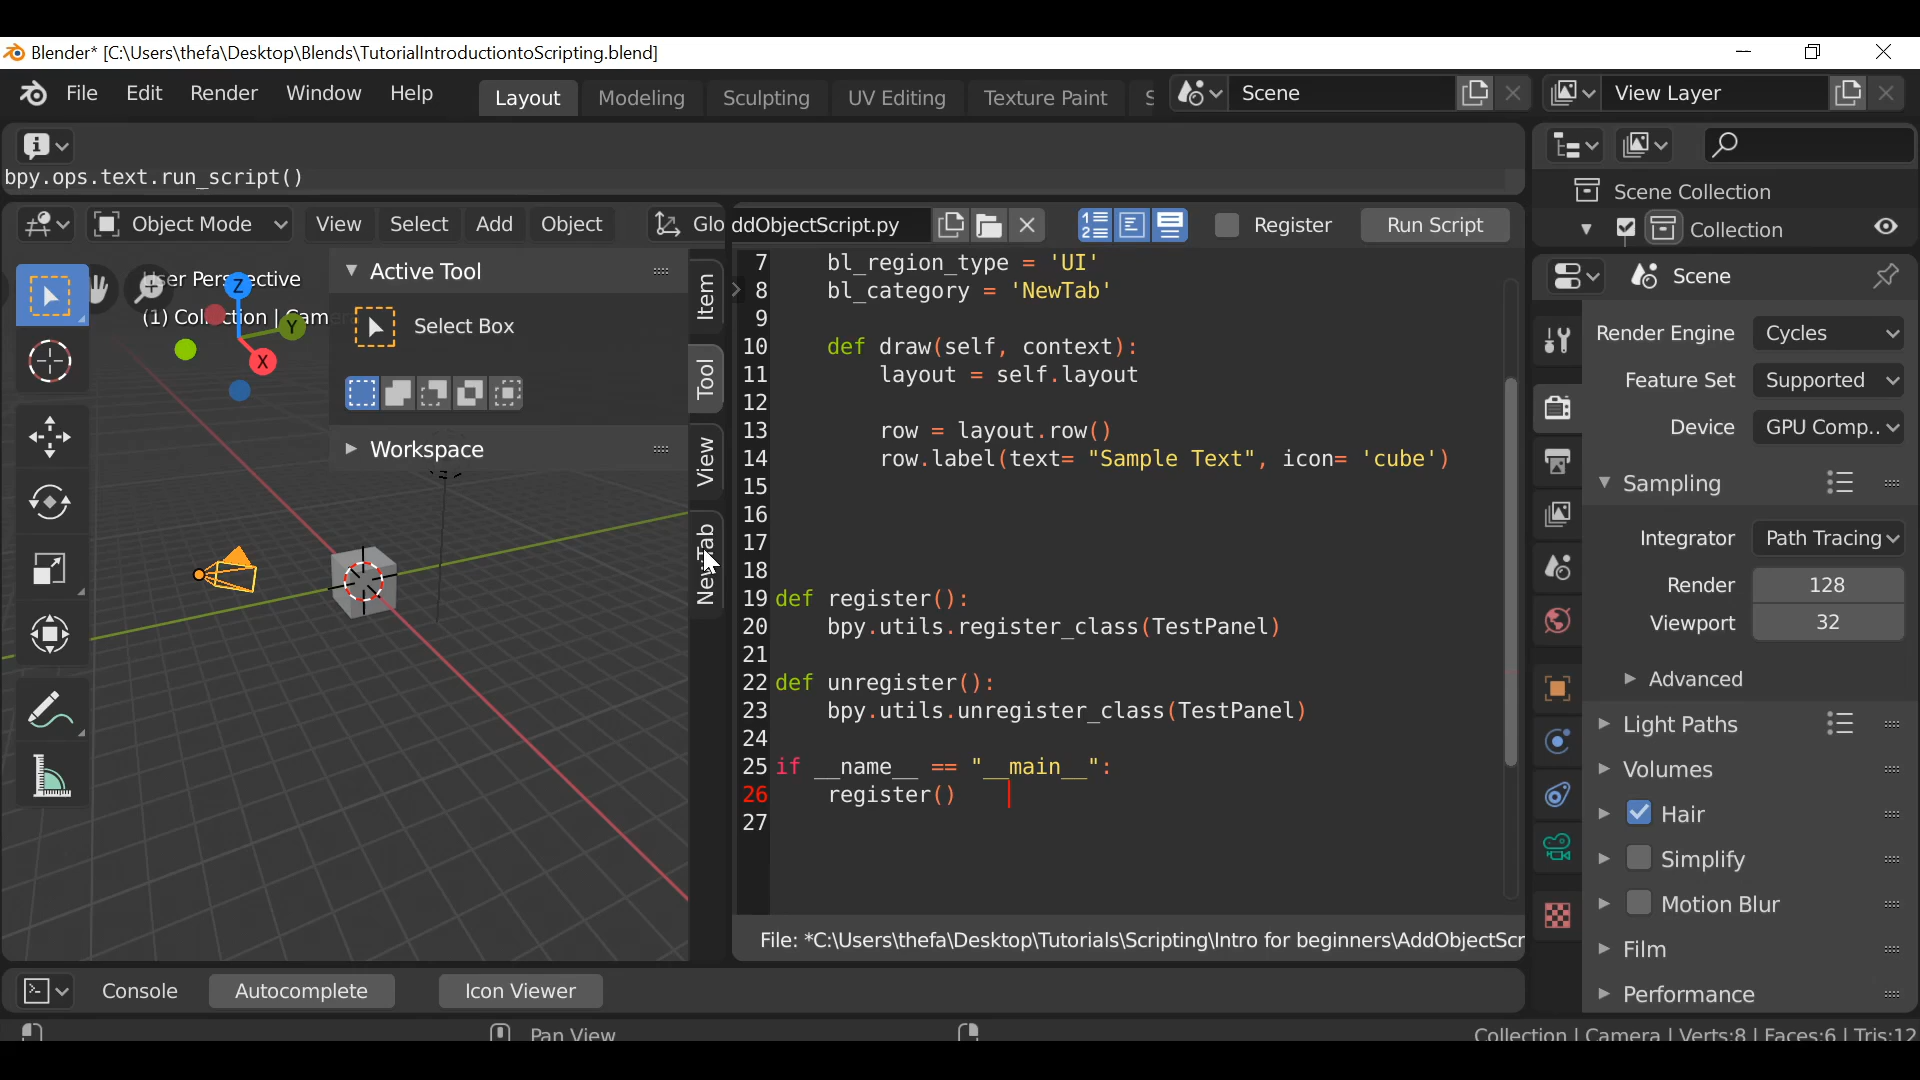 Blender* [C:\Users\thefa\Desktop\Blends\TutorialIntroductiontoScripting.blend]
File Edit Render Window Help Layout Modeling Sculpting UV Editing Texture Paint S Scene View Layer
bpy.ops.text.run_script()
Object Mode View Select Add Object Glo ddObjectScript.py Register Run Script
Scene Collection
Collection
User Perspective
(1) Collection | Came
Z
Y
X
Active Tool
Select Box
Workspace
Item
Tool
View
NewTab
7 bl_region_type = 'UI'
8 bl_category = 'NewTab'
9
10 def draw(self, context):
11 layout = self.layout
12
13 row = layout.row()
14 row.label(text= "Sample Text", icon= 'cube')
15
16
17
18
19 def register():
20 bpy.utils.register_class(TestPanel)
21
22 def unregister():
23 bpy.utils.unregister_class(TestPanel)
24
25 if __name__ == "__main__":
26 register()
27
File: *C:\Users\thefa\Desktop\Tutorials\Scripting\Intro for beginners\AddObjectScr
Scene
Render Engine Cycles
Feature Set Supported
Device GPU Comp..
Sampling
Integrator Path Tracing
Render 128
Viewport 32
Advanced
Light Paths
Volumes
Hair
Simplify
Motion Blur
Film
Performance
Console Autocomplete Icon Viewer
Pan View
Collection | Camera | Verts:8 | Faces:6 | Tris:12